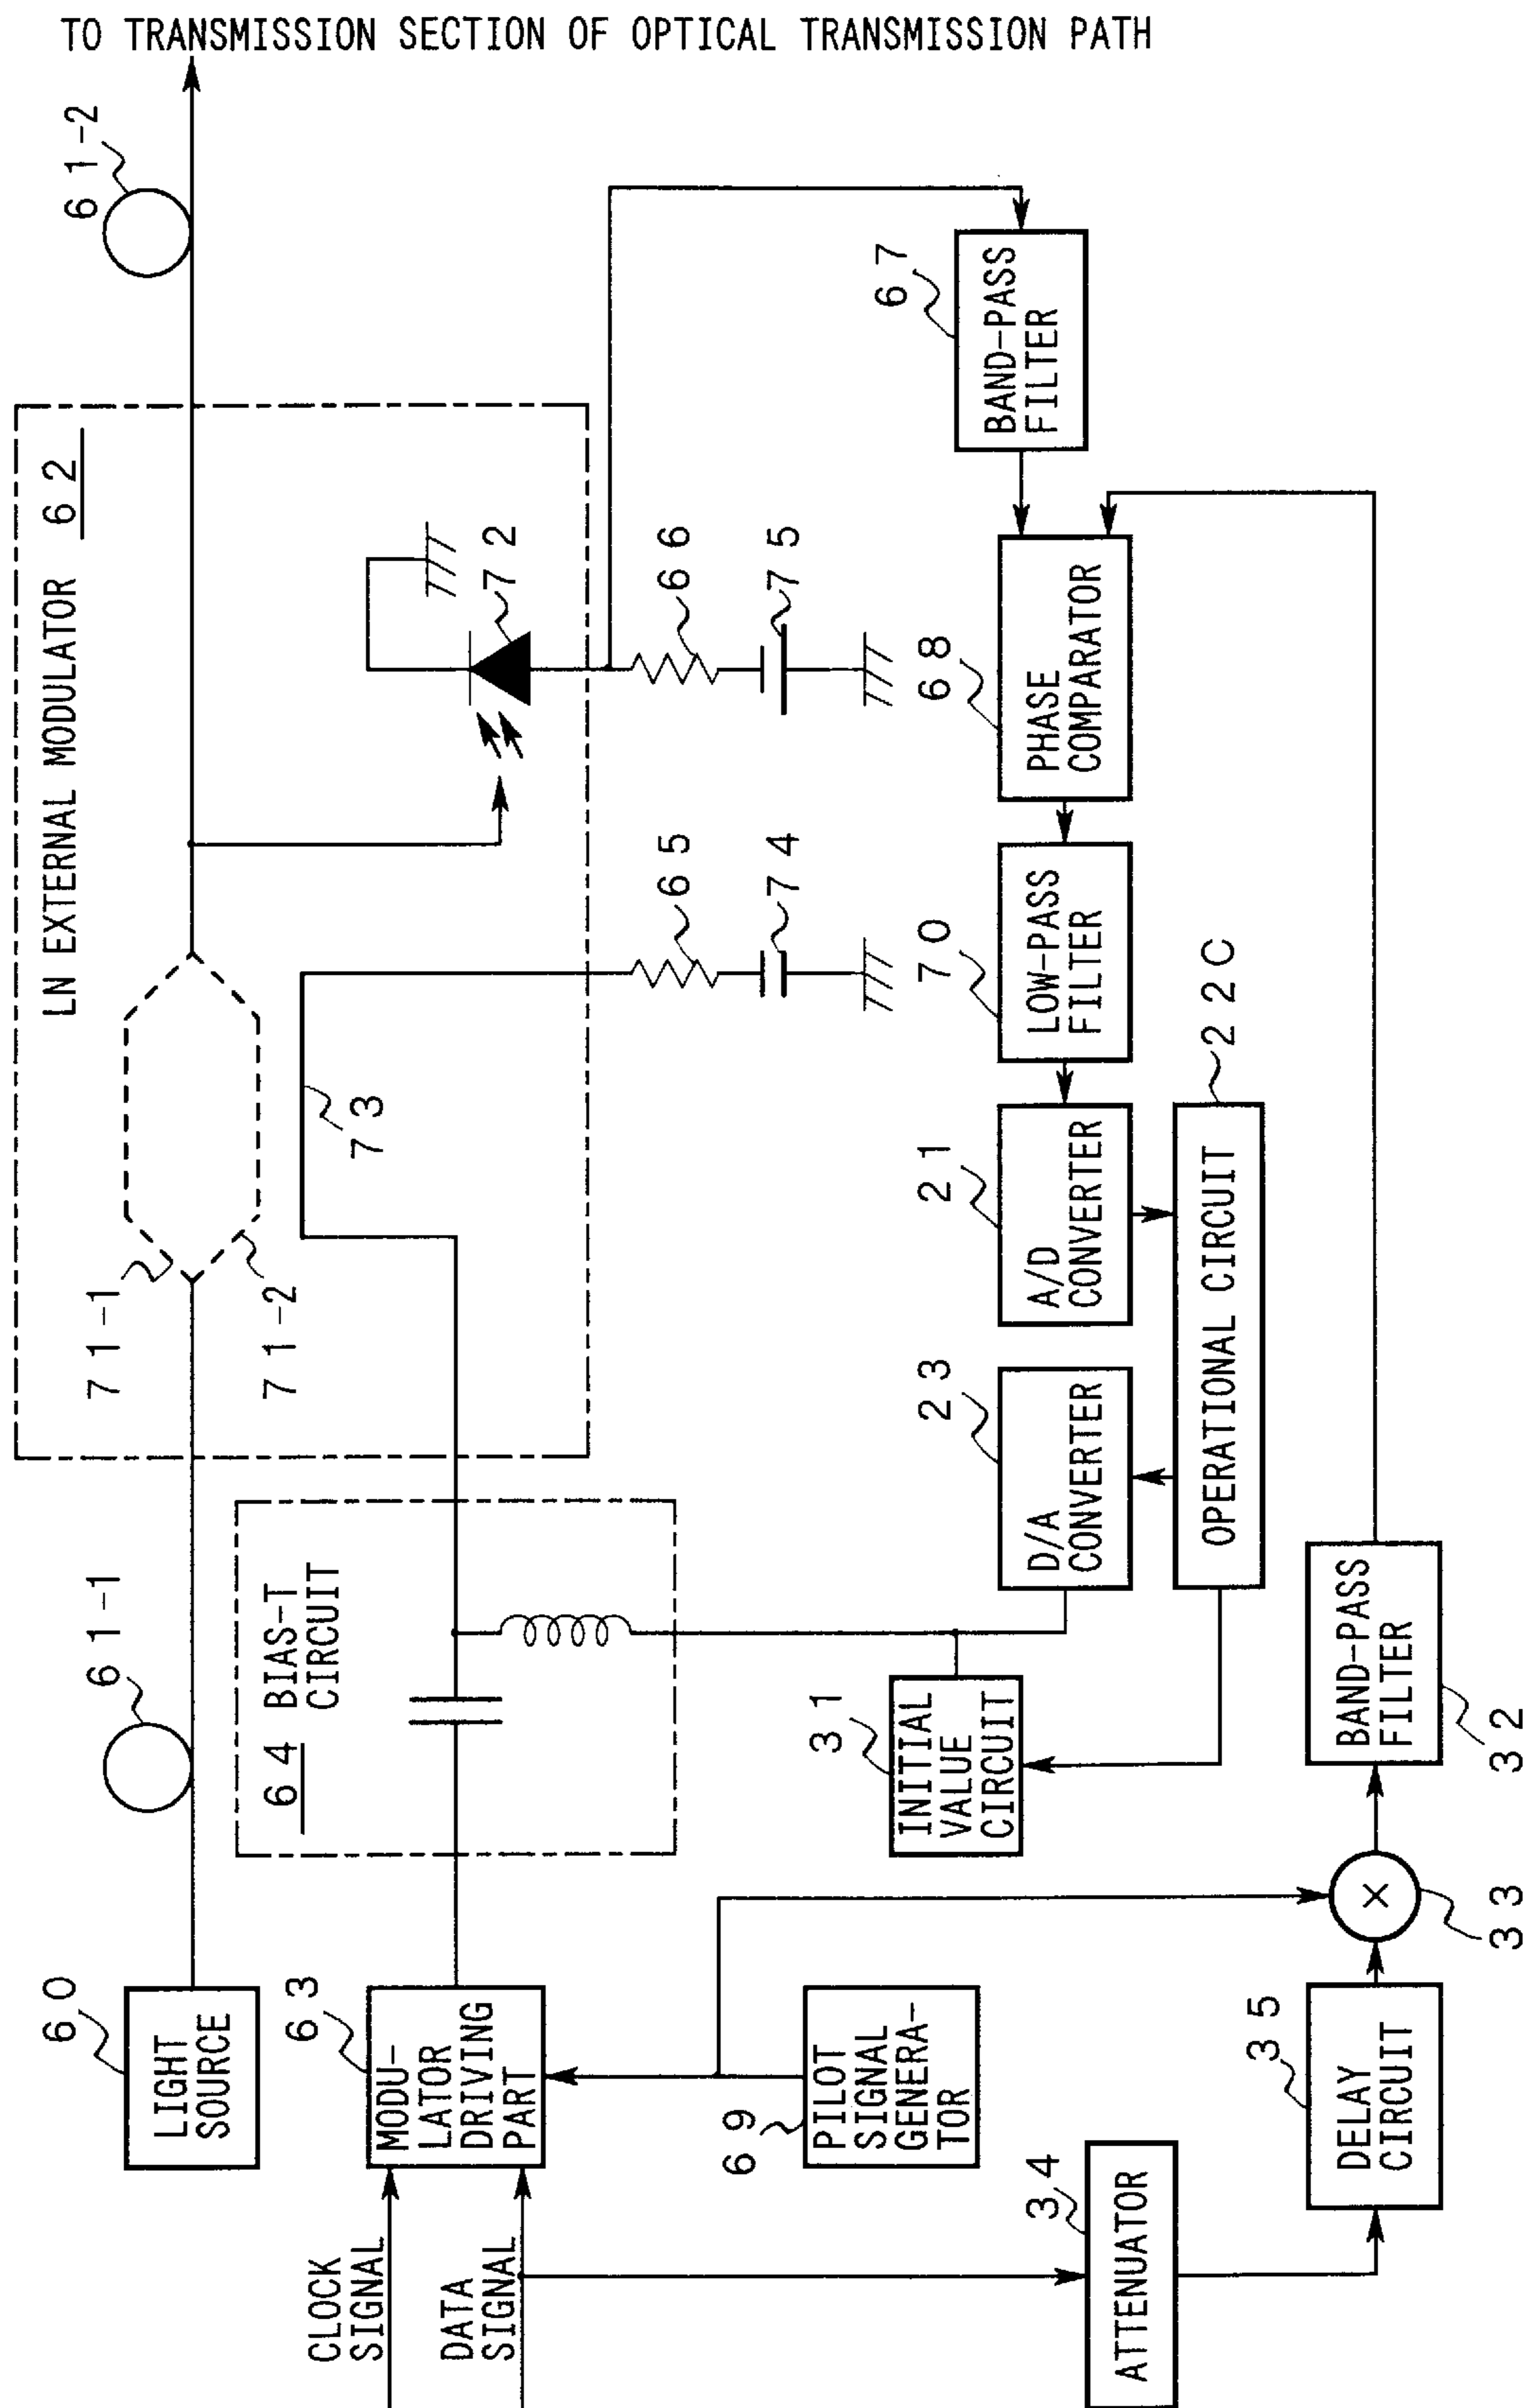 TO TRANSMISSION SECTION OF OPTICAL TRANSMISSION PATH
61-2
LN EXTERNAL MODULATOR 62
71-1
71-2
72
73
66
75
65
74
61-1
64 BIAS-T
CIRCUIT
60
LIGHT
SOURCE
63
MODU-
LATOR
DRIVING
PART
CLOCK
SIGNAL
DATA
SIGNAL
69
PILOT
SIGNAL
GENERA-
TOR
67
BAND-PASS
FILTER
68
PHASE
COMPARATOR
70
LOW-PASS
FILTER
21
A/D
CONVERTER
22C
OPERATIONAL CIRCUIT
23
D/A
CONVERTER
31
INITIAL
VALUE
CIRCUIT
BAND-PASS
FILTER
32
×
33
35
DELAY
CIRCUIT
34
ATTENUATOR